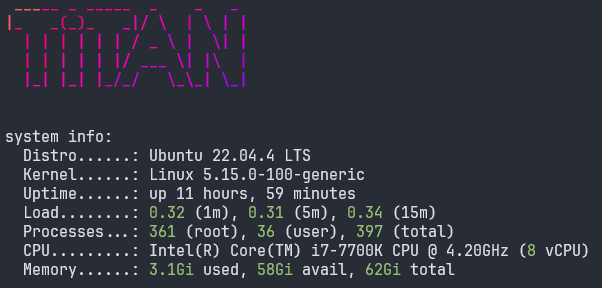 TITAN
system info:
Distro......: Ubuntu 22.04.4 LTS
Kernel......: Linux 5.15.0-100-generic
Uptime......: up 11 hours, 59 minutes
Load........: 0.32 (1m), 0.31 (5m), 0.34 (15m)
Processes...: 361 (root), 36 (user), 397 (total)
CPU.........: Intel(R) Core(TM) i7-7700K CPU @ 4.20GHz (8 vCPU)
Memory......: 3.1Gi used, 58Gi avail, 62Gi total